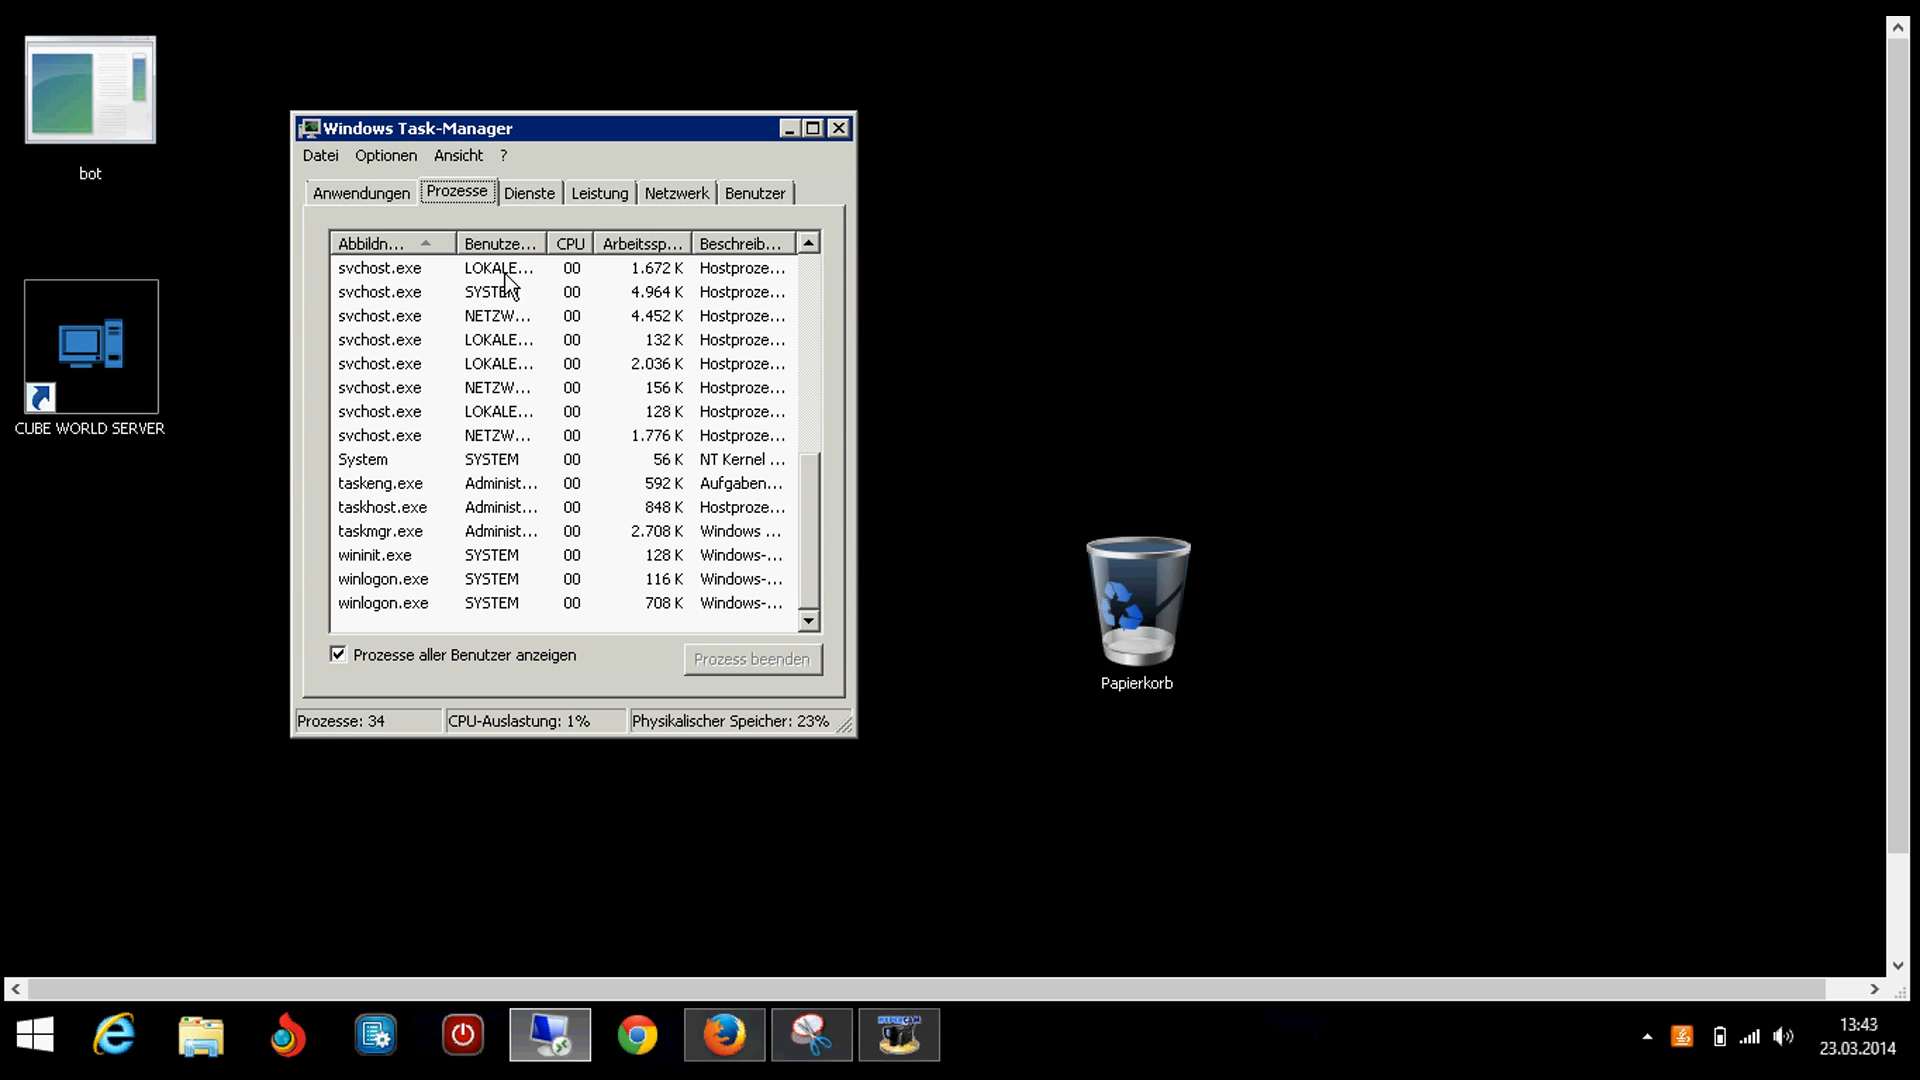 bot
CUBE WORLD SERVER
Windows Task-Manager
Datei Optionen Ansicht ?
Anwendungen Prozesse Dienste Leistung Netzwerk Benutzer
Abbildn... Benutze... CPU Arbeitssp... Beschreib...
svchost.exe LOKALE... 00 1.672 K Hostproze...
svchost.exe SYSTEM 00 4.964 K Hostproze...
svchost.exe NETZW... 00 4.452 K Hostproze...
svchost.exe LOKALE... 00 132 K Hostproze...
svchost.exe LOKALE... 00 2.036 K Hostproze...
svchost.exe NETZW... 00 156 K Hostproze...
svchost.exe LOKALE... 00 128 K Hostproze...
svchost.exe NETZW... 00 1.776 K Hostproze...
System SYSTEM 00 56 K NT Kernel ...
taskeng.exe Administ... 00 592 K Aufgaben...
taskhost.exe Administ... 00 848 K Hostproze...
taskmgr.exe Administ... 00 2.708 K Windows ...
wininit.exe SYSTEM 00 128 K Windows-...
winlogon.exe SYSTEM 00 116 K Windows-...
winlogon.exe SYSTEM 00 708 K Windows-...
Prozesse aller Benutzer anzeigen
Prozess beenden
Prozesse: 34 CPU-Auslastung: 1% Physikalischer Speicher: 23%
Papierkorb
HYPERCAM
13:43
23.03.2014